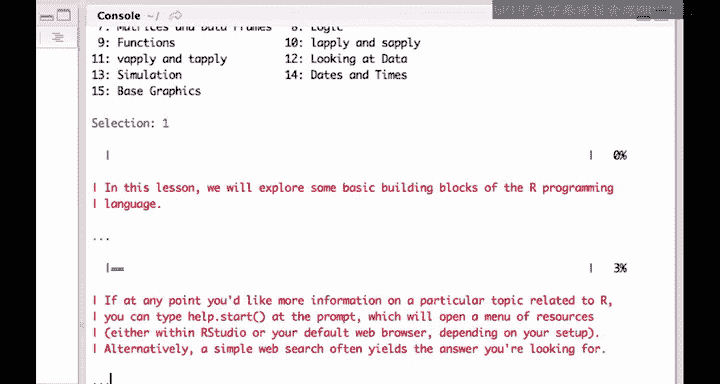 Console ~/
7: Matrices and Data Frames 8: Logic
9: Functions 10: lapply and sapply
11: vapply and tapply 12: Looking at Data
13: Simulation 14: Dates and Times
15: Base Graphics
Selection: 1
| | 0%
| In this lesson, we will explore some basic building blocks of the R programming
| language.
...
|== | 3%
| If at any point you'd like more information on a particular topic related to R,
| you can type help.start() at the prompt, which will open a menu of resources
| (either within RStudio or your default web browser, depending on your setup).
| Alternatively, a simple web search often yields the answer you're looking for.
...